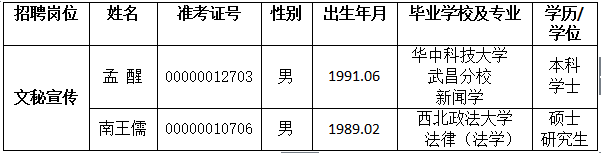 招聘岗位 姓名 准考证号 性别 出生年月 毕业学校及专业 学历/
学位
文秘宣传
孟 醒 00000012703 男 1991.06
华中科技大学
武昌分校
新闻学
本科
学士
南王儒 00000010706 男 1989.02
西北政法大学
法律（法学）
硕士
研究生